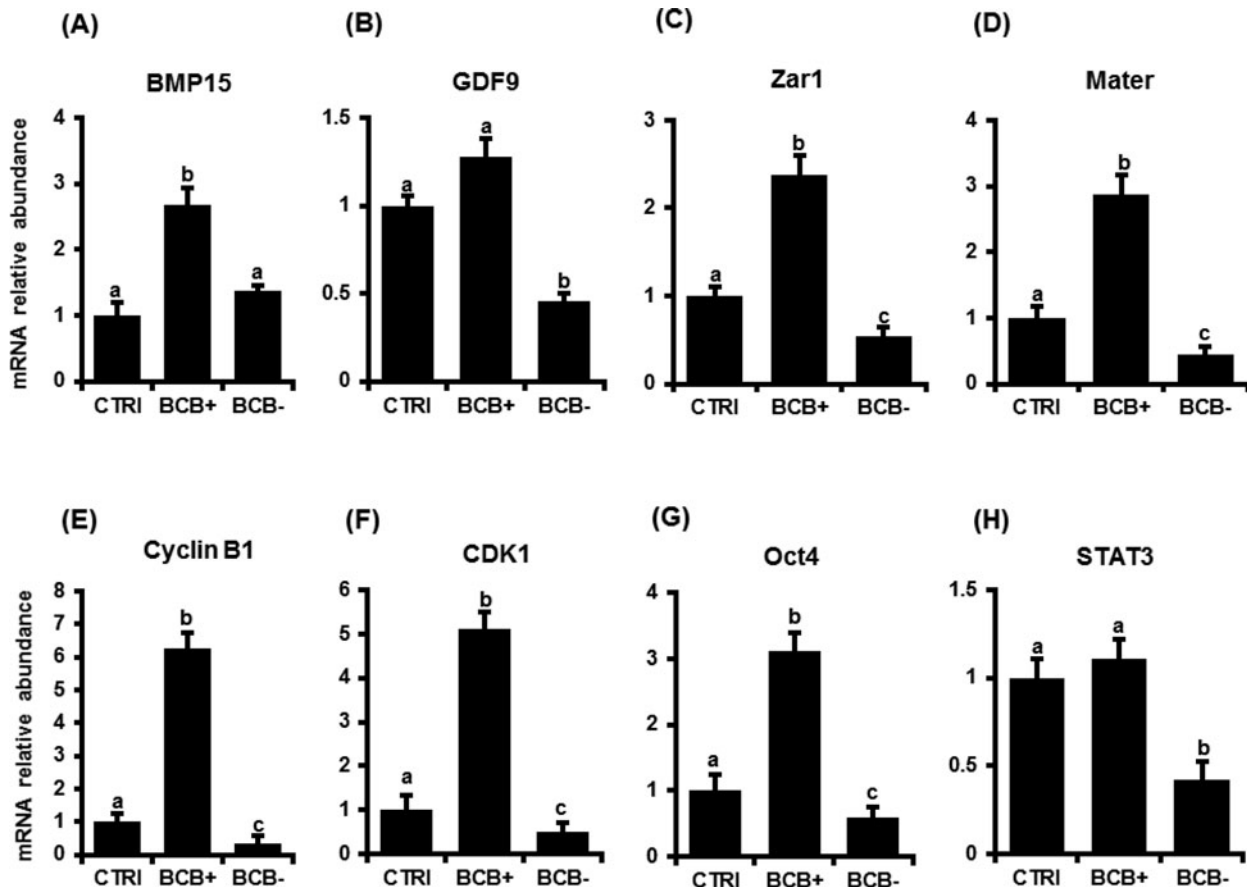 (A)
BMP15
mRNA relative abundance
4
3
2
1
0
a
b
a
CTRI BCB+ BCB-
(B)
GDF9
1.5
1
0.5
0
a
a
b
CTRI BCB+ BCB-
(C)
Zar1
3
2
1
0
a
b
c
CTRI BCB+ BCB-
(D)
Mater
4
3
2
1
0
a
b
c
CTRI BCB+ BCB-
(E)
Cyclin B1
mRNA relative abundance
8
7
6
5
4
3
2
1
0
a
b
c
CTRI BCB+ BCB-
(F)
CDK1
6
5
4
3
2
1
0
a
b
c
CTRI BCB+ BCB-
(G)
Oct4
4
3
2
1
0
a
b
c
CTRI BCB+ BCB-
(H)
STAT3
1.5
1
0.5
0
a
a
b
CTRI BCB+ BCB-